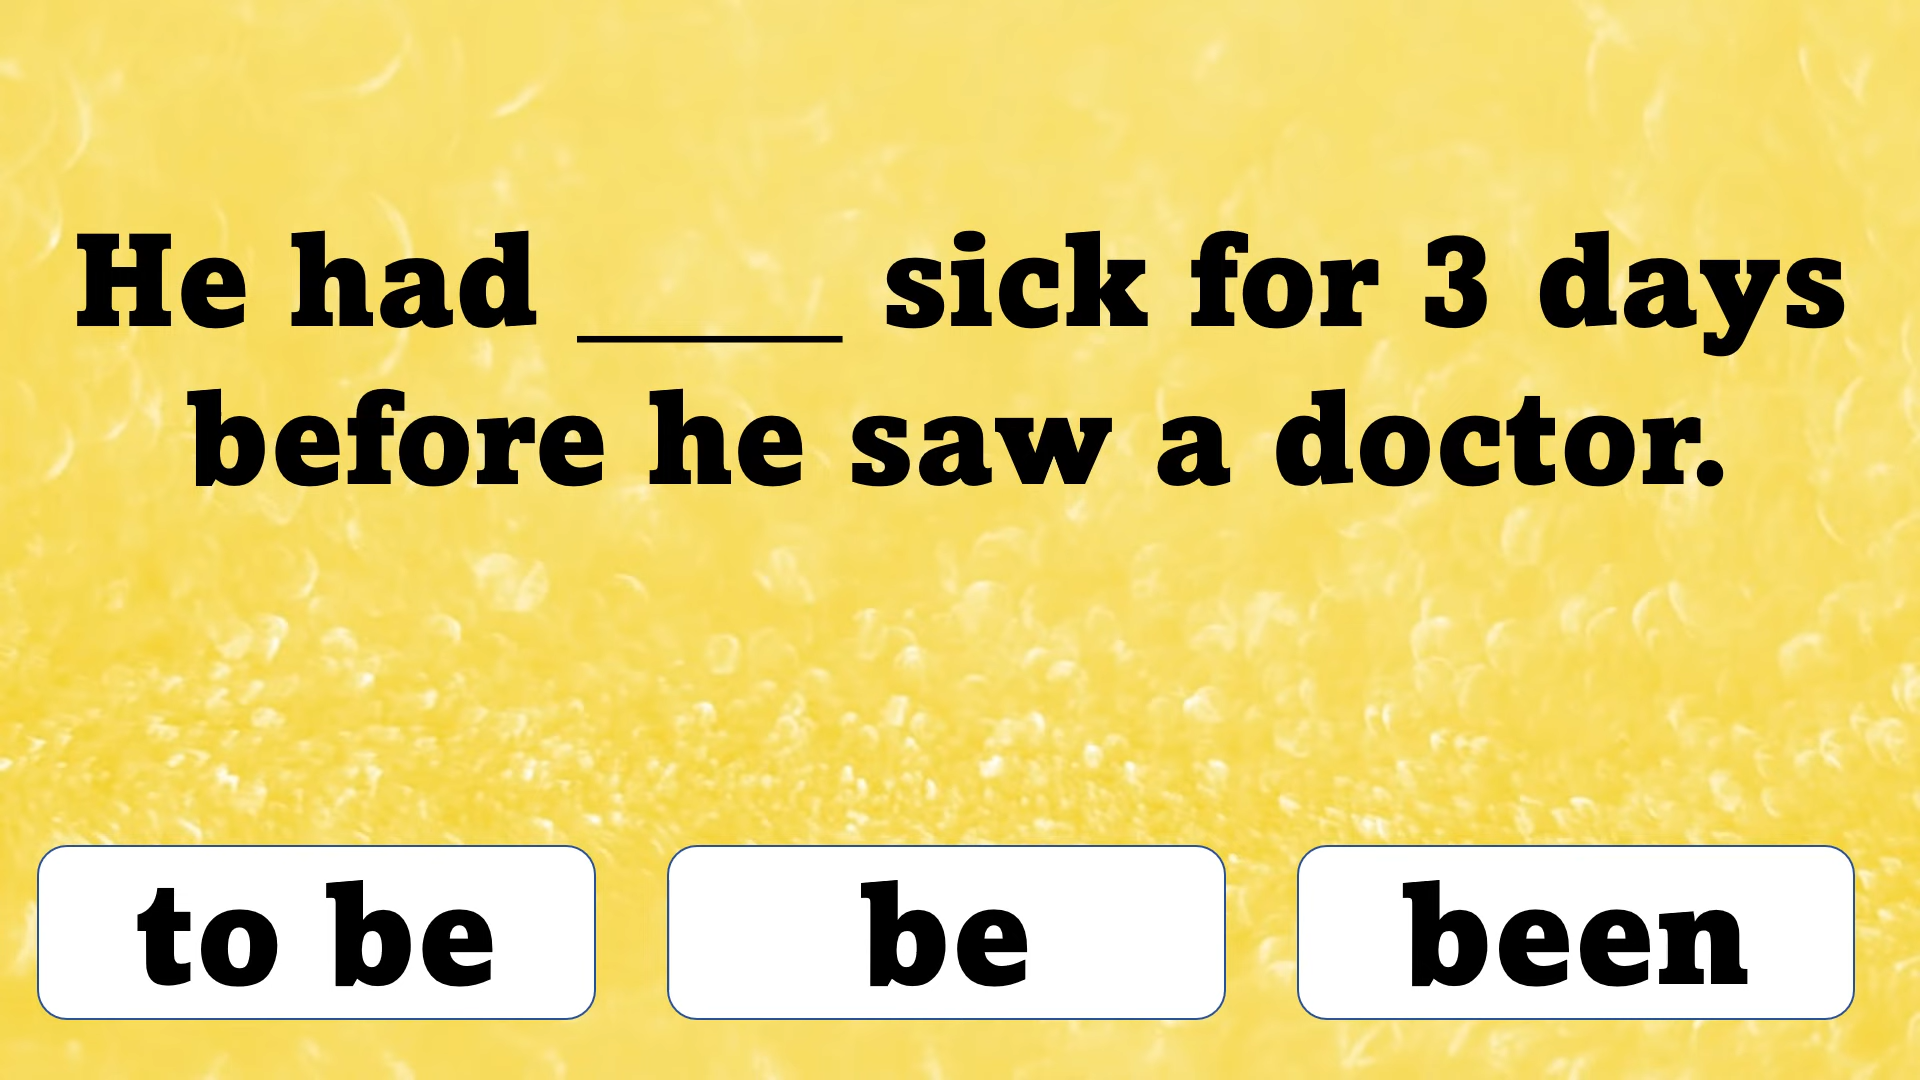 He had _____ sick for 3 days
before he saw a doctor.
to be
be
been